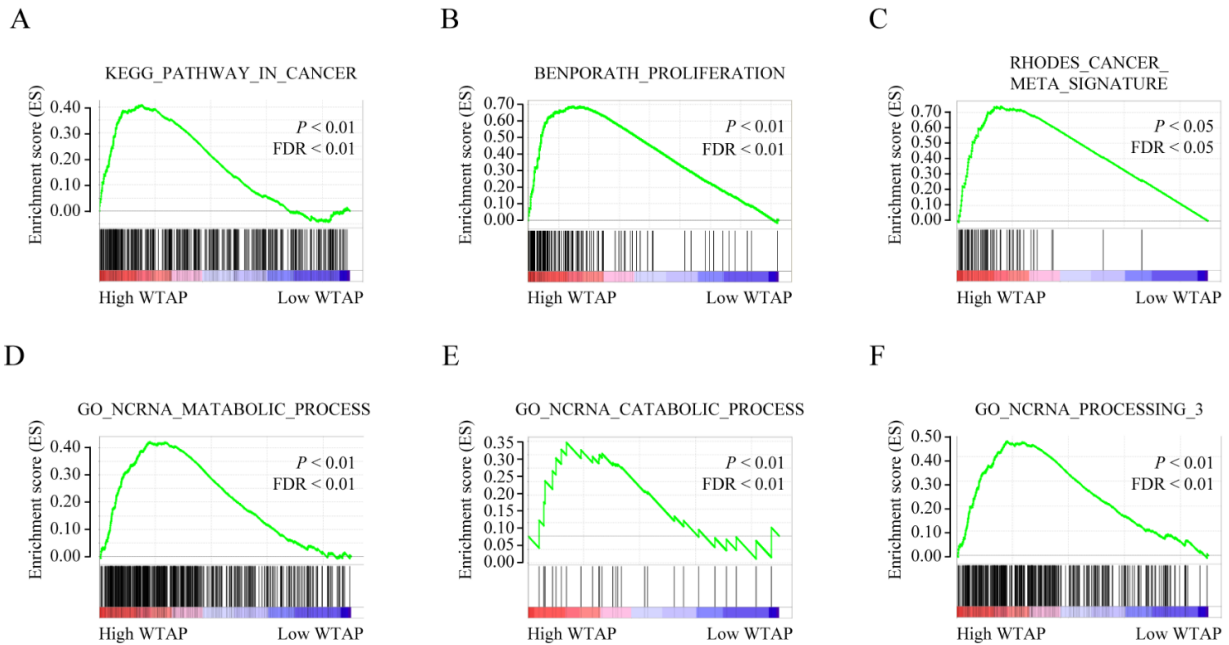 A
KEGG_PATHWAY_IN_CANCER
Enrichment score (ES)
0.40
0.30
0.20
0.10
0.00
P < 0.01
FDR < 0.01
High WTAP
Low WTAP
B
BENPORATH_PROLIFERATION
Enrichment score (ES)
0.70
0.60
0.50
0.40
0.30
0.20
0.10
0.00
P < 0.01
FDR < 0.01
High WTAP
Low WTAP
C
RHODES_CANCER_
META_SIGNATURE
Enrichment score (ES)
0.70
0.60
0.50
0.40
0.30
0.20
0.10
0.00
P < 0.05
FDR < 0.05
High WTAP
Low WTAP
D
GO_NCRNA_MATABOLIC_PROCESS
Enrichment score (ES)
0.40
0.30
0.20
0.10
0.00
P < 0.01
FDR < 0.01
High WTAP
Low WTAP
E
GO_NCRNA_CATABOLIC_PROCESS
Enrichment score (ES)
0.35
0.30
0.25
0.20
0.15
0.10
0.05
0.00
0.05
0.00
P < 0.01
FDR < 0.01
High WTAP
Low WTAP
F
GO_NCRNA_PROCESSING_3
Enrichment score (ES)
0.50
0.40
0.30
0.20
0.10
0.00
P < 0.01
FDR < 0.01
High WTAP
Low WTAP